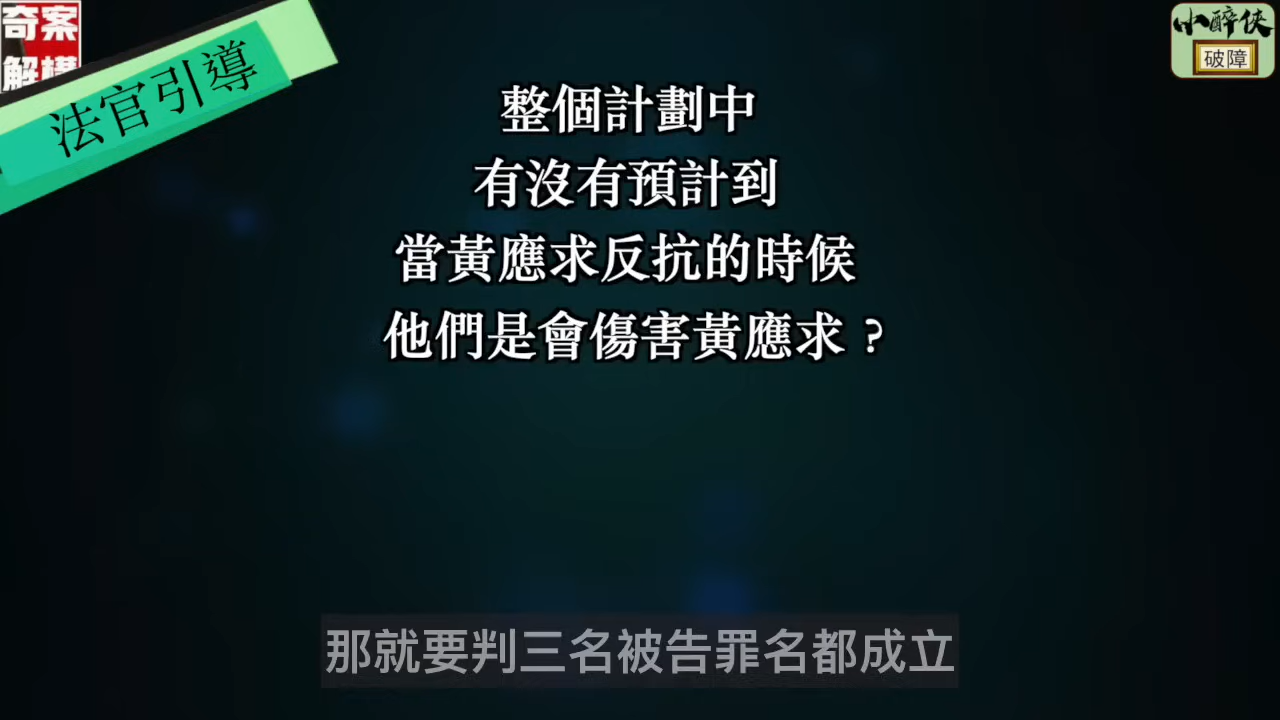 奇案
解構
法官引導
小醉俠
破障
整個計劃中
有沒有預計到
當黃應求反抗的時候
他們是會傷害黃應求？
那就要判三名被告罪名都成立